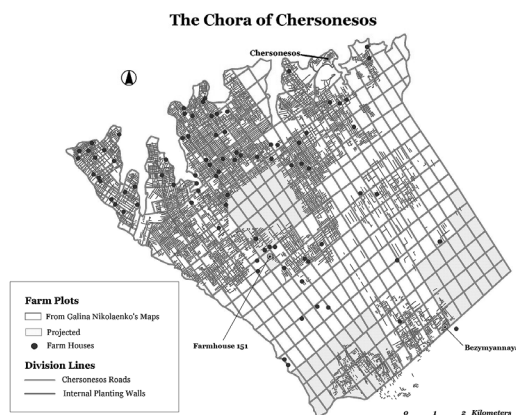 The Chora of Chersonesos
Chersonesos
Farm Plots
From Galina Nikolaenko's Maps
Projected
Farm Houses
Division Lines
Chersonesos Roads
Internal Planting Walls
Farmhouse 151
Bezymyannaya
0 1 2 Kilometers